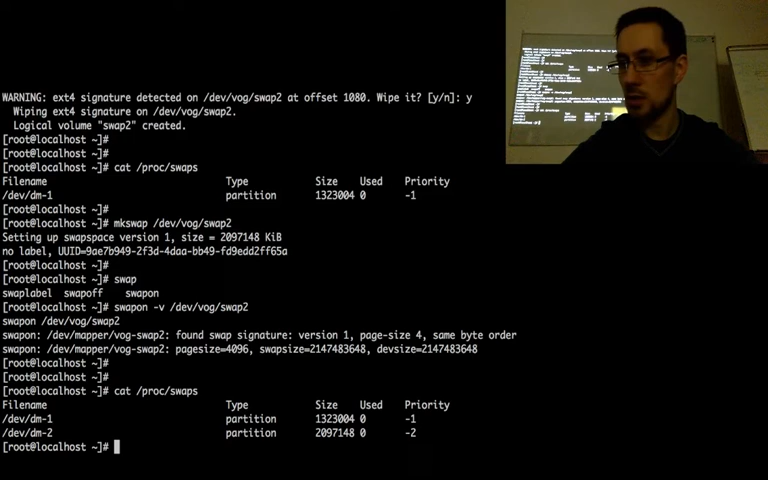 WARNING: ext4 signature detected on /dev/vog/swap2 at offset 1080. Wipe it? [y/n]: y
  Wiping ext4 signature on /dev/vog/swap2.
  Logical volume "swap2" created.
[root@localhost ~]#
[root@localhost ~]#
[root@localhost ~]# cat /proc/swaps
Filename Type Size Used Priority
/dev/dm-1 partition 1323004 0 -1
[root@localhost ~]#
[root@localhost ~]# mkswap /dev/vog/swap2
Setting up swapspace version 1, size = 2097148 KiB
no label, UUID=9ae7b949-2f3d-4daa-bb49-fd9edd2ff65a
[root@localhost ~]#
[root@localhost ~]# swap
swaplabel swapoff swapon
[root@localhost ~]# swapon -v /dev/vog/swap2
swapon /dev/vog/swap2
swapon: /dev/mapper/vog-swap2: found swap signature: version 1, page-size 4, same byte order
swapon: /dev/mapper/vog-swap2: pagesize=4096, swapsize=2147483648, devsize=2147483648
[root@localhost ~]#
[root@localhost ~]#
[root@localhost ~]# cat /proc/swaps
Filename Type Size Used Priority
/dev/dm-1 partition 1323004 0 -1
/dev/dm-2 partition 2097148 0 -2
[root@localhost ~]#